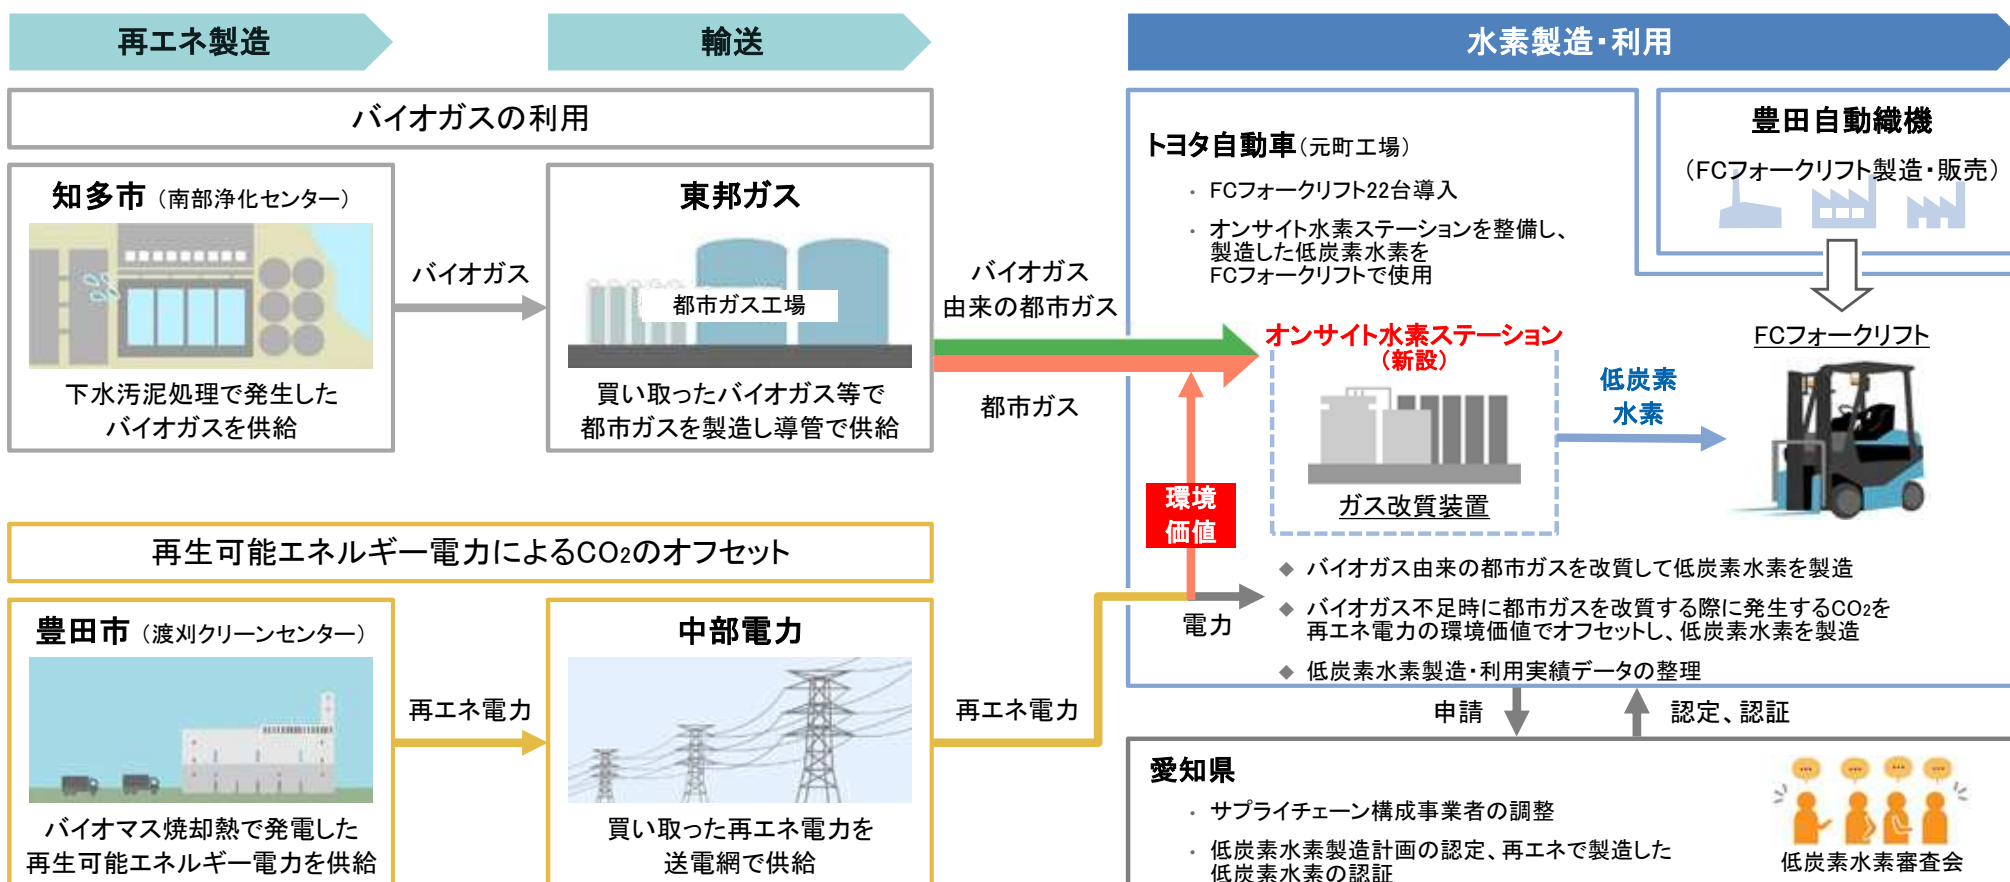 再エネ製造
輸送
水素製造・利用
バイオガスの利用
知多市（南部浄化センター）
下水汚泥処理で発生した
バイオガスを供給
バイオガス
東邦ガス
都市ガス工場
買い取ったバイオガス等で
都市ガスを製造し導管で供給
バイオガス
由来の都市ガス
都市ガス
トヨタ自動車（元町工場）
・ FCフォークリフト22台導入
・ オンサイト水素ステーションを整備し、
製造した低炭素水素を
FCフォークリフトで使用
豊田自動織機
（FCフォークリフト製造・販売）
オンサイト水素ステーション
（新設）
ガス改質装置
低炭素
水素
FCフォークリフト
環境
価値
◆ バイオガス由来の都市ガスを改質して低炭素水素を製造
◆ バイオガス不足時に都市ガスを改質する際に発生するCO₂を
再エネ電力の環境価値でオフセットし、低炭素水素を製造
◆ 低炭素水素製造・利用実績データの整理
再生可能エネルギー電力によるCO₂のオフセット
豊田市（渡刈クリーンセンター）
バイオマス焼却熱で発電した
再生可能エネルギー電力を供給
再エネ電力
中部電力
買い取った再エネ電力を
送電網で供給
再エネ電力
電力
申請
認定、認証
愛知県
・ サプライチェーン構成事業者の調整
・ 低炭素水素製造計画の認定、再エネで製造した
低炭素水素の認証
低炭素水素審査会